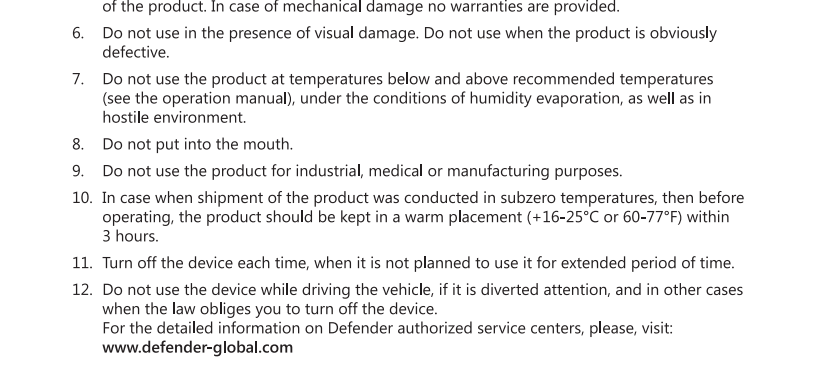 of the product. In case of mechanical damage no warranties are provided.
6. Do not use in the presence of visual damage. Do not use when the product is obviously
defective.
7. Do not use the product at temperatures below and above recommended temperatures
(see the operation manual), under the conditions of humidity evaporation, as well as in
hostile environment.
8. Do not put into the mouth.
9. Do not use the product for industrial, medical or manufacturing purposes.
10. In case when shipment of the product was conducted in subzero temperatures, then before
operating, the product should be kept in a warm placement (+16-25°C or 60-77°F) within
3 hours.
11. Turn off the device each time, when it is not planned to use it for extended period of time.
12. Do not use the device while driving the vehicle, if it is diverted attention, and in other cases
when the law obliges you to turn off the device.
For the detailed information on Defender authorized service centers, please, visit:
www.defender-global.com